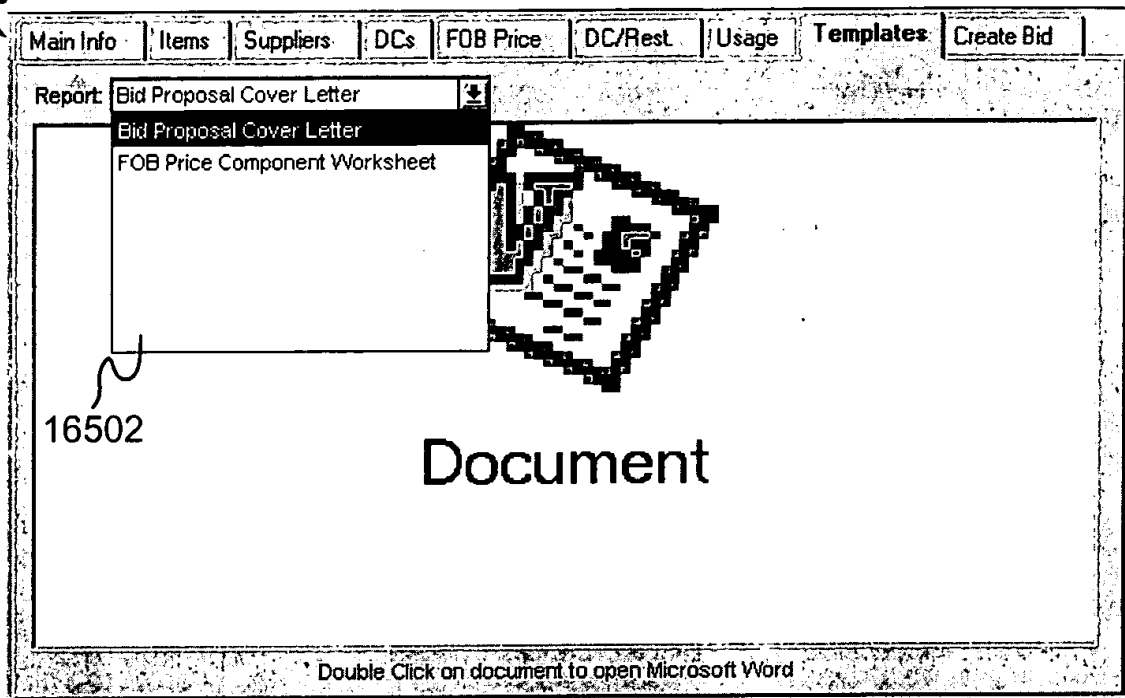 Main Info Items Suppliers DCs FOB Price DC/Rest. Usage Templates Create Bid
Report: Bid Proposal Cover Letter
Bid Proposal Cover Letter
FOB Price Component Worksheet
16502
Document
Double Click on document to open Microsoft Word